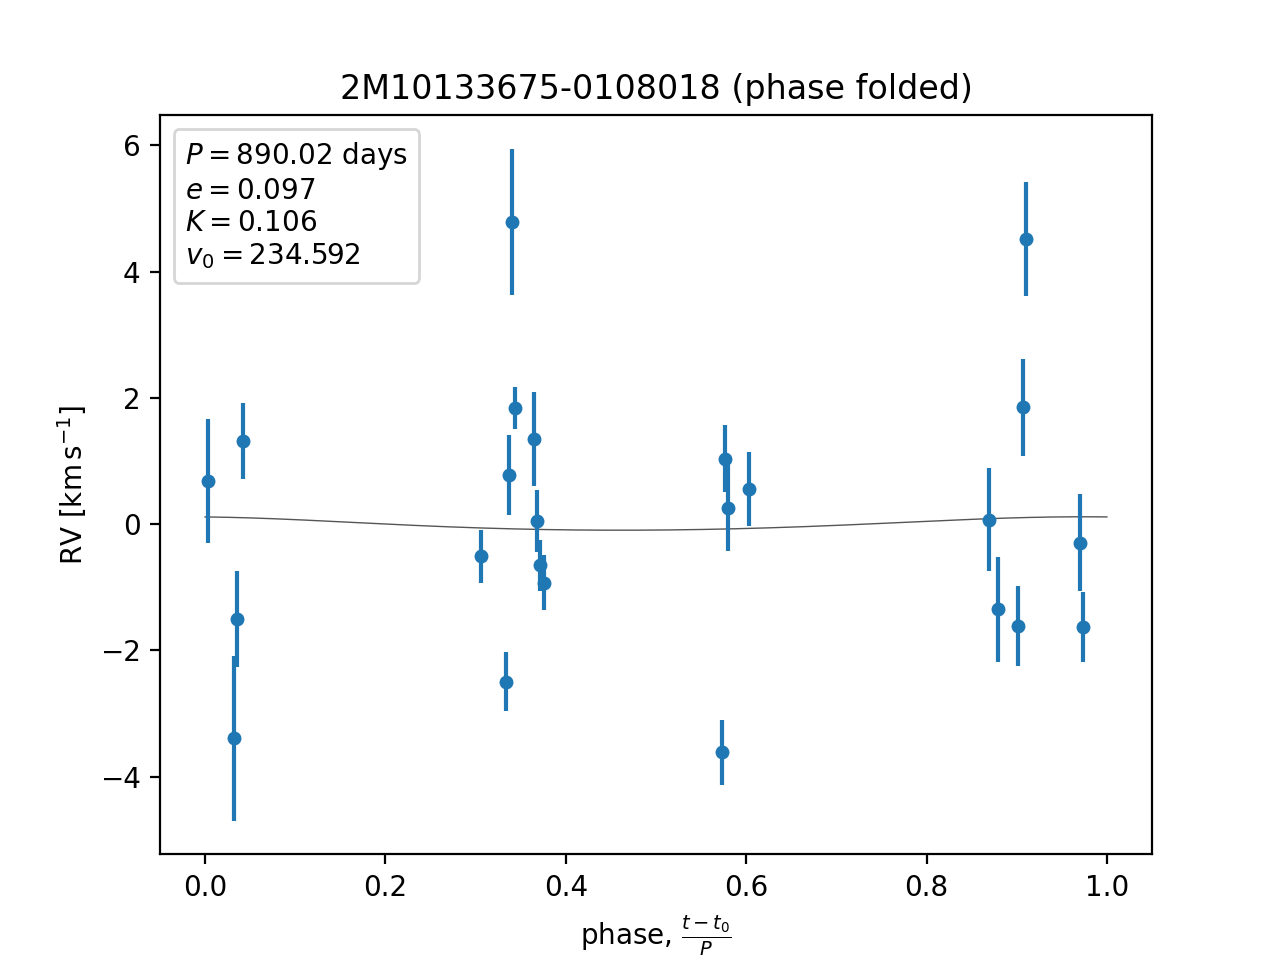 2M10133675-0108018 (phase folded)
P = 890.02 days
e = 0.097
K = 0.106
v₀ = 234.592
6
4
2
0
−2
−4
RV [km s⁻¹]
0.0 0.2 0.4 0.6 0.8 1.0
phase, (t − t₀)/P